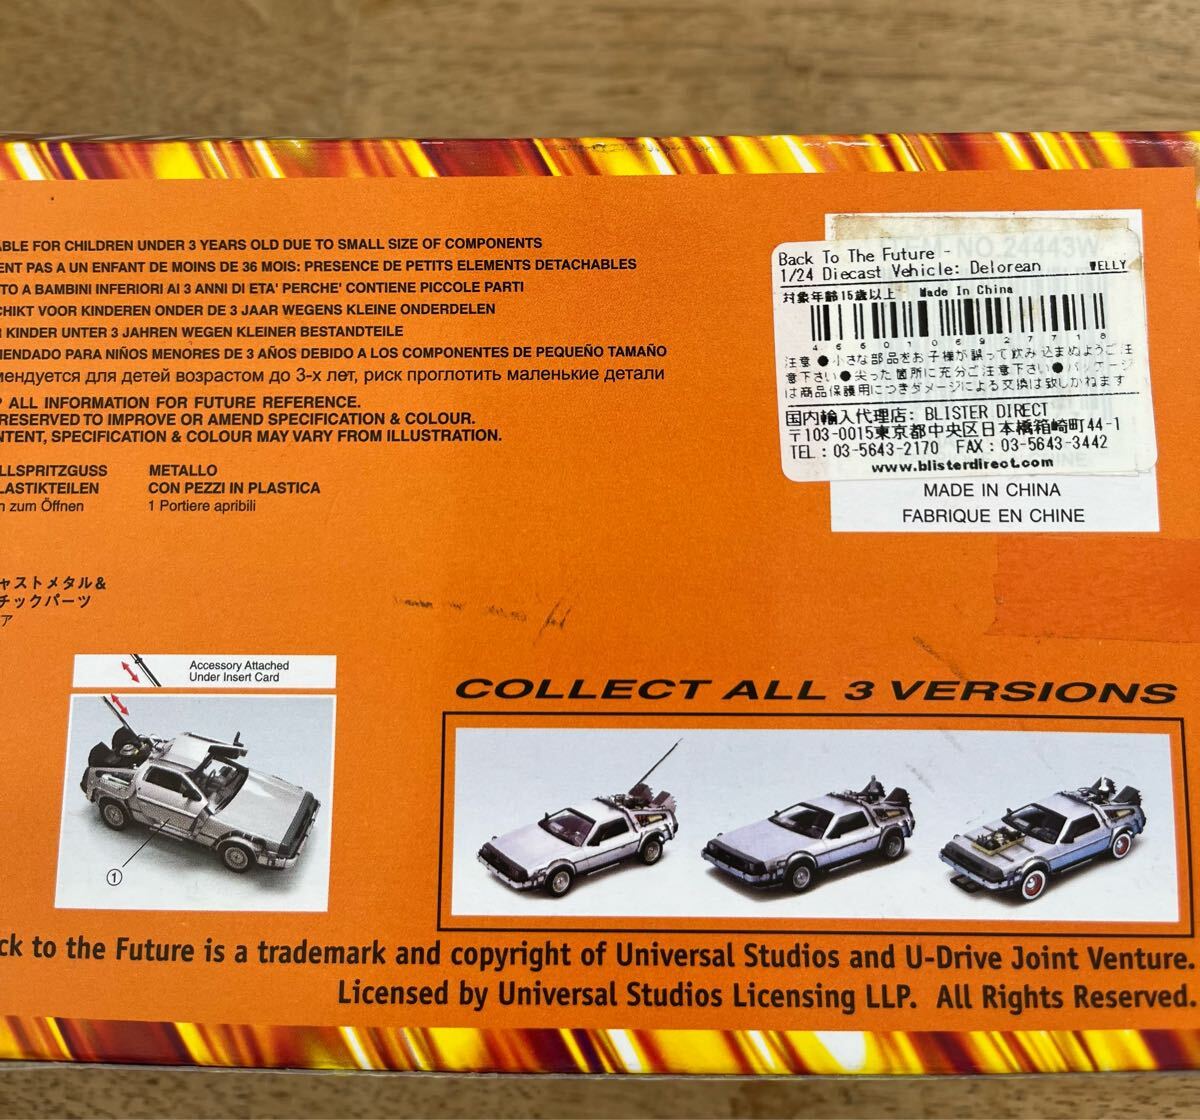 ABLE FOR CHILDREN UNDER 3 YEARS OLD DUE TO SMALL SIZE OF COMPONENTS
ENT PAS A UN ENFANT DE MOINS DE 36 MOIS: PRESENCE DE PETITS ELEMENTS DETACHABLES
TO A BAMBINI INFERIORI AI 3 ANNI DI ETA' PERCHE' CONTIENE PICCOLE PARTI
CHIKT VOOR KINDEREN ONDER DE 3 JAAR WEGENS KLEINE ONDERDELEN
R KINDER UNTER 3 JAHREN WEGEN KLEINER BESTANDTEILE
MENDADO PARA NIÑOS MENORES DE 3 AÑOS DEBIDO A LOS COMPONENTES DE PEQUEÑO TAMAÑO
мендуется для детей возрастом до 3-х лет, риск проглотить маленькие детали
P ALL INFORMATION FOR FUTURE REFERENCE.
RESERVED TO IMPROVE OR AMEND SPECIFICATION & COLOUR.
NTENT, SPECIFICATION & COLOUR MAY VARY FROM ILLUSTRATION.
LLSPRITZGUSS
LASTIKTEILEN
n zum Öffnen
METALLO
CON PEZZI IN PLASTICA
1 Portiere apribili
ャストメタル&
チックパーツ
ア
NO. 24443W
Back To The Future -
1/24 Diecast Vehicle: Delorean WELLY
対象年齢15歳以上 Made In China
4560106927718
注意 ●小さな部品をお子様が誤って飲み込まぬようご注
意下さい●尖った箇所に充分ご注意下さい●パッケージ
は商品保護用につきダメージによる交換は致しかねます
国内輸入代理店: BLISTER DIRECT
〒103-0015東京都中央区日本橋箱崎町44-1
TEL: 03-5643-2170 FAX: 03-5643-3442
www.blisterdirect.com
MADE IN CHINA
FABRIQUE EN CHINE
Accessory Attached
Under Insert Card
①
COLLECT ALL 3 VERSIONS
ck to the Future is a trademark and copyright of Universal Studios and U-Drive Joint Venture.
Licensed by Universal Studios Licensing LLP. All Rights Reserved.